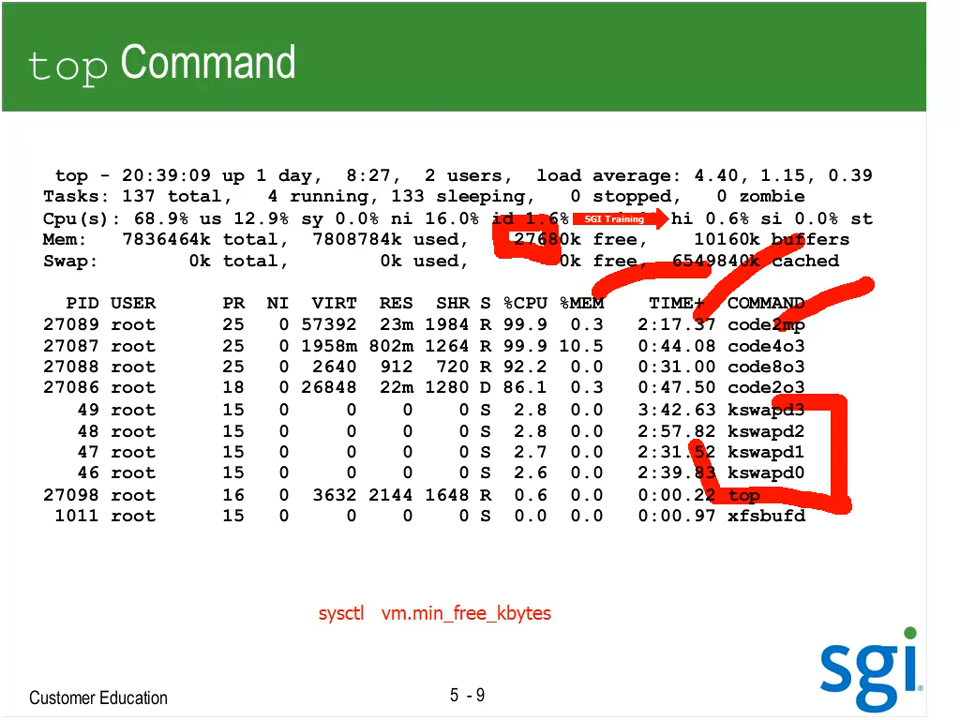 top Command
top - 20:39:09 up 1 day, 8:27, 2 users, load average: 4.40, 1.15, 0.39
Tasks: 137 total, 4 running, 133 sleeping, 0 stopped, 0 zombie
Cpu(s): 68.9% us 12.9% sy 0.0% ni 16.0% id 1.6% SGI Training hi 0.6% si 0.0% st
Mem: 7836464k total, 7808784k used, 27680k free, 10160k buffers
Swap: 0k total, 0k used, 0k free, 6549840k cached
PID USER PR NI VIRT RES SHR S %CPU %MEM TIME+ COMMAND
27089 root 25 0 57392 23m 1984 R 99.9 0.3 2:17.37 code2mp
27087 root 25 0 1958m 802m 1264 R 99.9 10.5 0:44.08 code4o3
27088 root 25 0 2640 912 720 R 92.2 0.0 0:31.00 code8o3
27086 root 18 0 26848 22m 1280 D 86.1 0.3 0:47.50 code2o3
49 root 15 0 0 0 0 S 2.8 0.0 3:42.63 kswapd3
48 root 15 0 0 0 0 S 2.8 0.0 2:57.82 kswapd2
47 root 15 0 0 0 0 S 2.7 0.0 2:31.52 kswapd1
46 root 15 0 0 0 0 S 2.6 0.0 2:39.83 kswapd0
27098 root 16 0 3632 2144 1648 R 0.6 0.0 0:00.22 top
1011 root 15 0 0 0 0 S 0.0 0.0 0:00.97 xfsbufd
sysctl vm.min_free_kbytes
Customer Education
5 - 9
sgi®